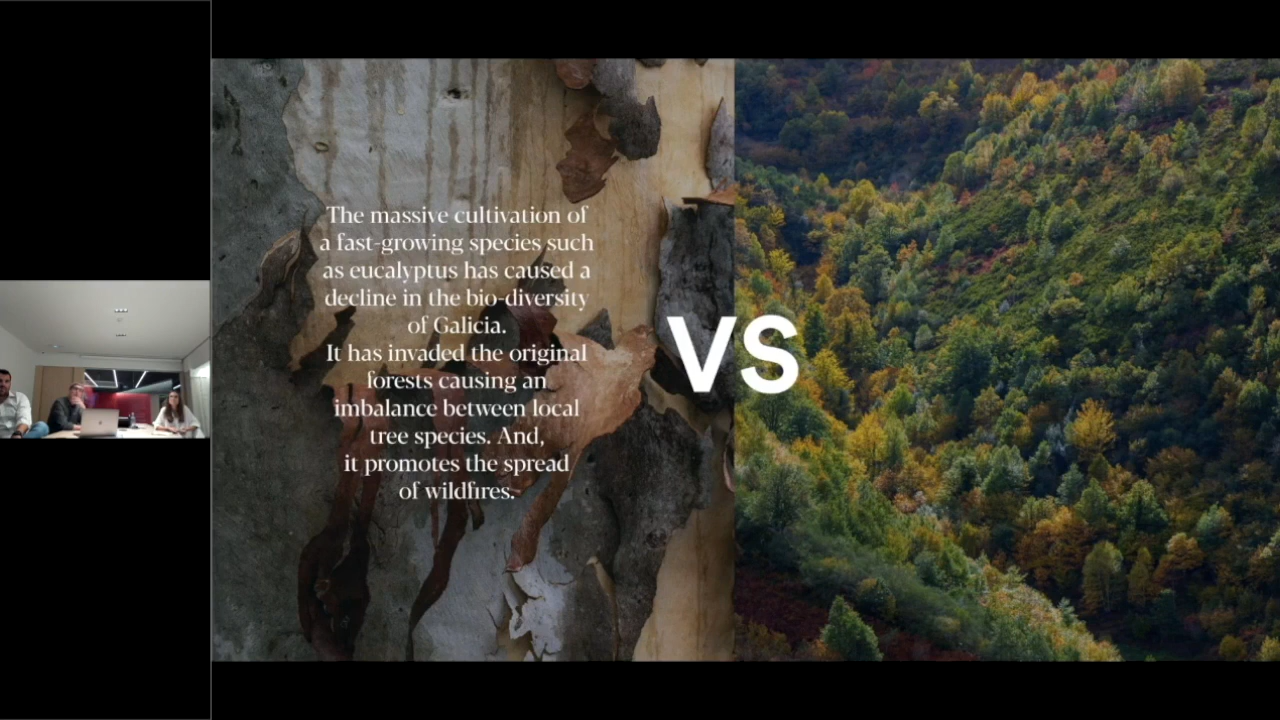 The massive cultivation of
a fast-growing species such
as eucalyptus has caused a
decline in the bio-diversity
of Galicia.
It has invaded the original
forests causing an
imbalance between local
tree species. And,
it promotes the spread
of wildfires.
VS